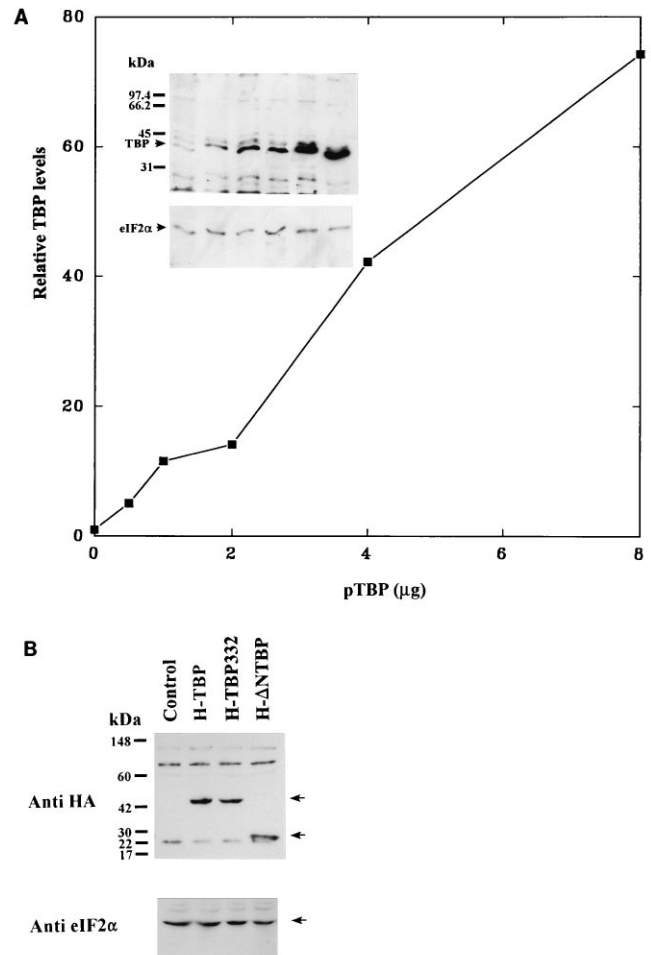 A
80
60
40
20
0
Relative TBP levels
kDa
97.4
66.2
45
TBP
31
eIF2α
0 2 4 6 8
pTBP (µg)
B
Control
H-TBP
H-TBP332
H-ΔNTBP
kDa
148
60
Anti HA
42
30
22
17
Anti eIF2α